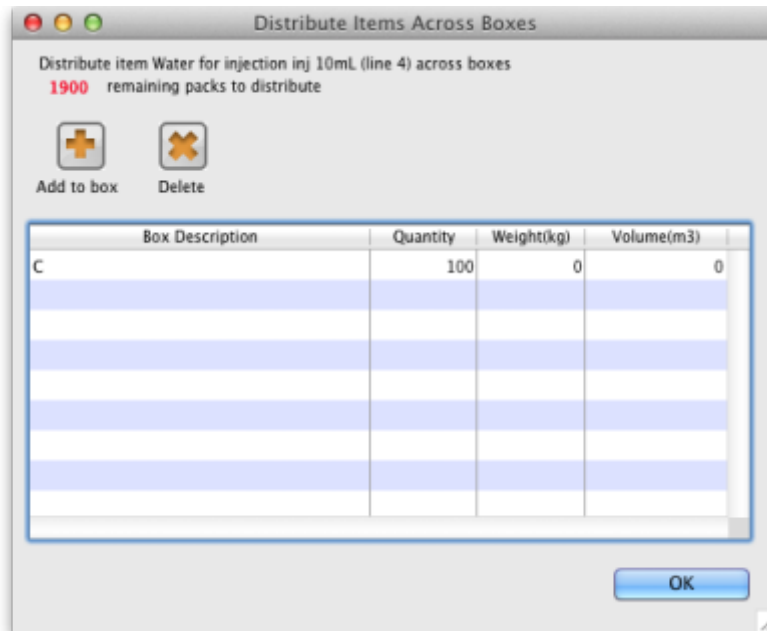 Distribute Items Across Boxes
Distribute item Water for injection inj 10mL (line 4) across boxes
1900 remaining packs to distribute
Add to box Delete
Box Description Quantity Weight(kg) Volume(m3)
C 100 0 0
OK